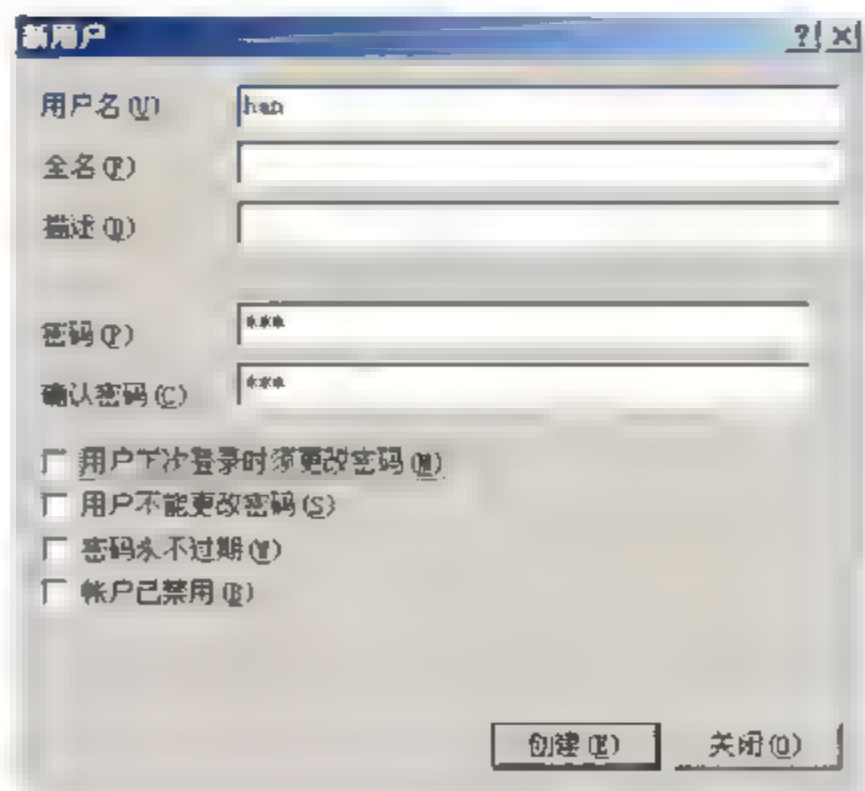 新用户
用户名(U)
han
全名(F)
描述(D)
密码(P)
***
确认密码(C)
***
用户下次登录时须更改密码(M)
用户不能更改密码(S)
密码永不过期(W)
帐户已禁用(B)
创建(E) 关闭(O)